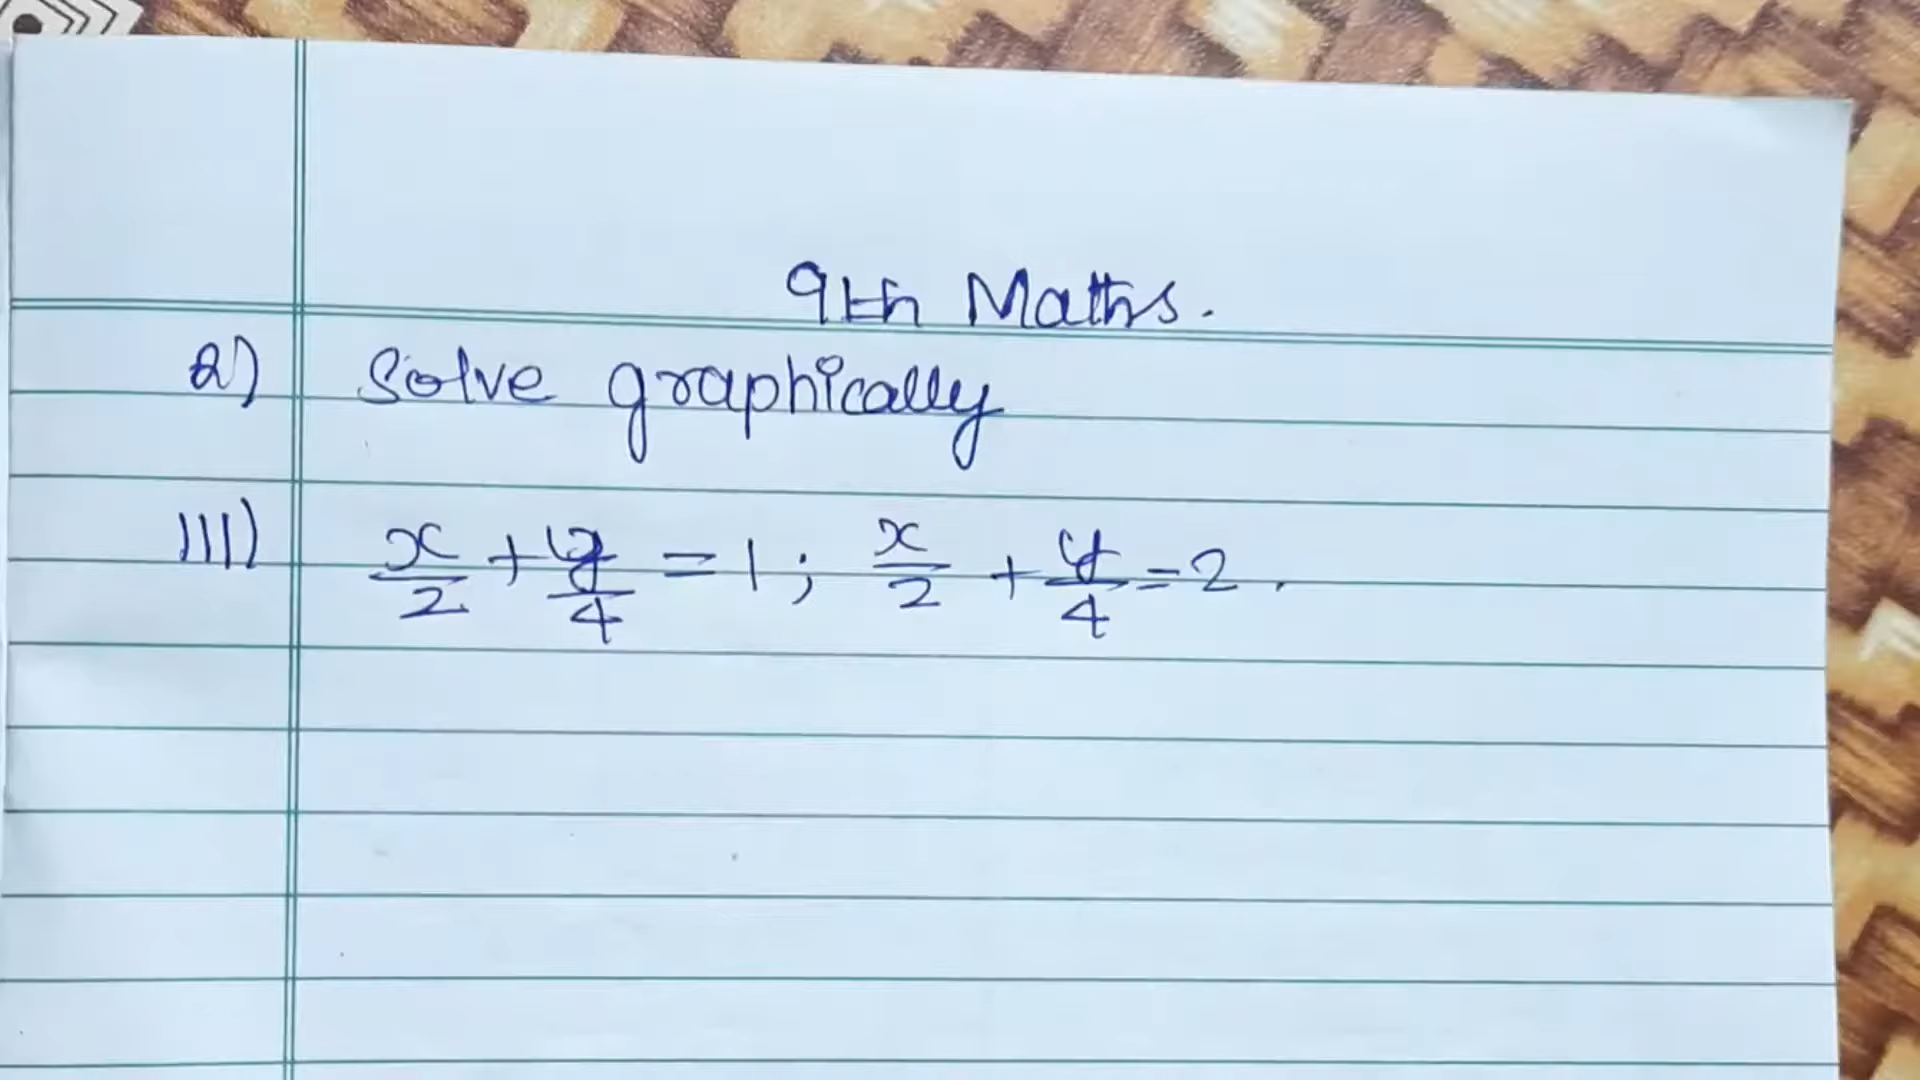 9th Maths.
2) Solve graphically
III) x/2 + y/4 = 1; x/2 + y/4 = 2.